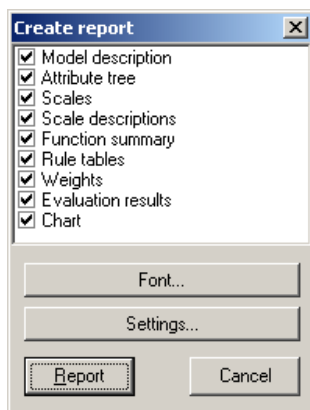 Create report
Model description
Attribute tree
Scales
Scale descriptions
Function summary
Rule tables
Weights
Evaluation results
Chart
Font...
Settings...
Report Cancel